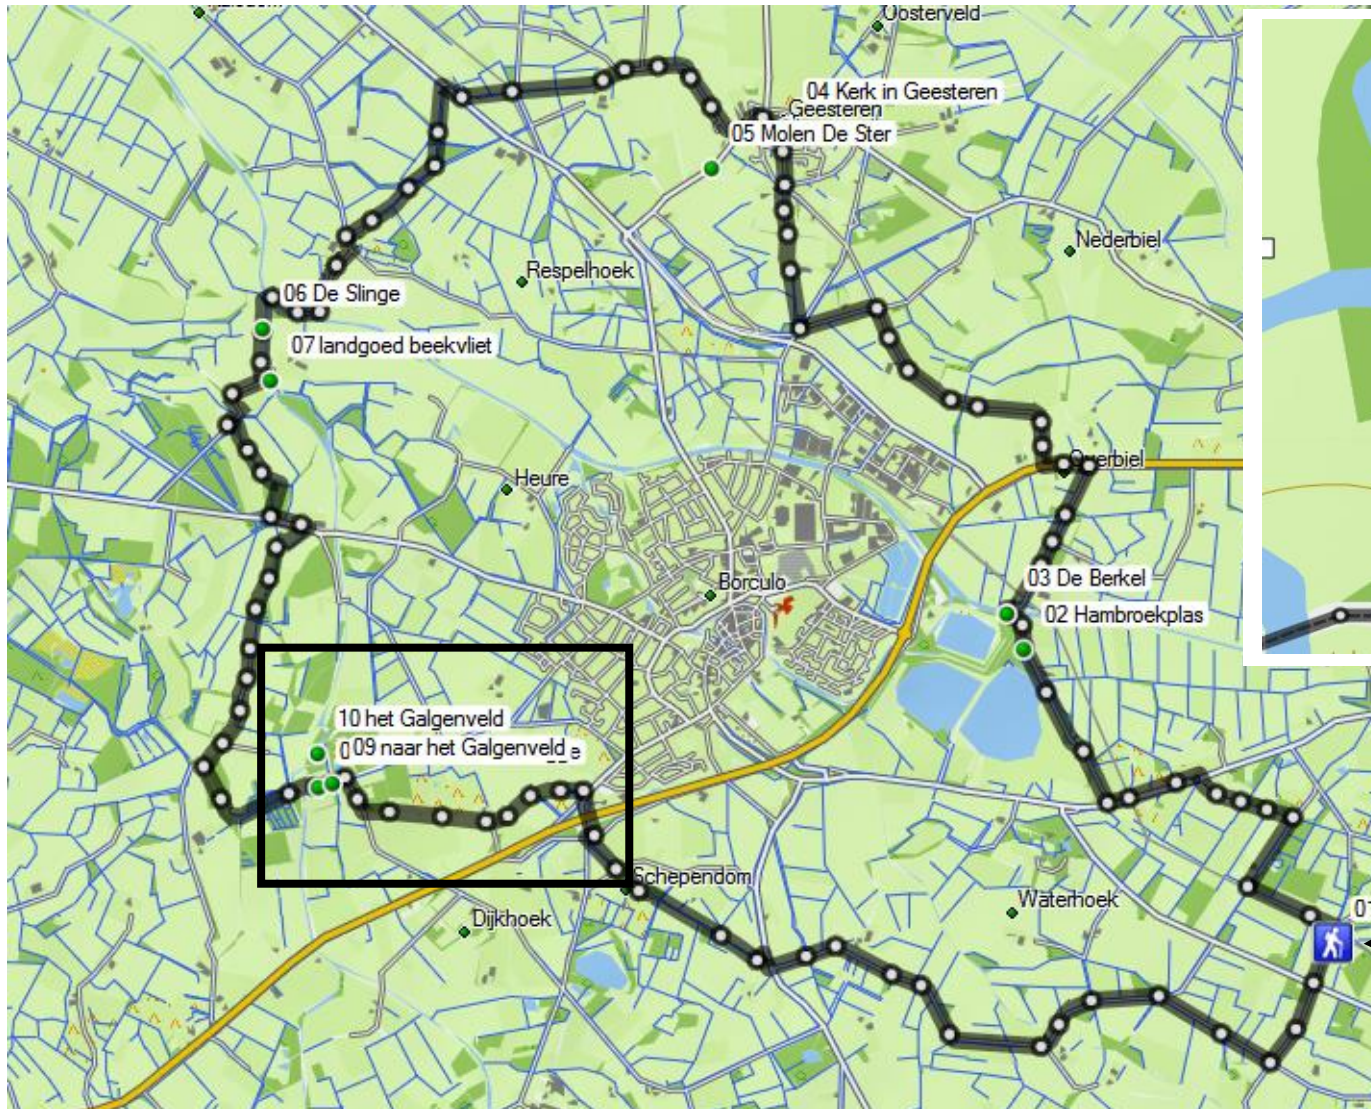 Oosterveld
04 Kerk in Geesteren
Geesteren
05 Molen De Ster
Nederbiel
Respelhoek
06 De Slinge
07 landgoed beekvliet
Overbiel
Heure
Borculo
03 De Berkel
02 Hambroekplas
10 het Galgenveld
09 naar het Galgenveld
Schependom
Waterhoek
Dijkhoek